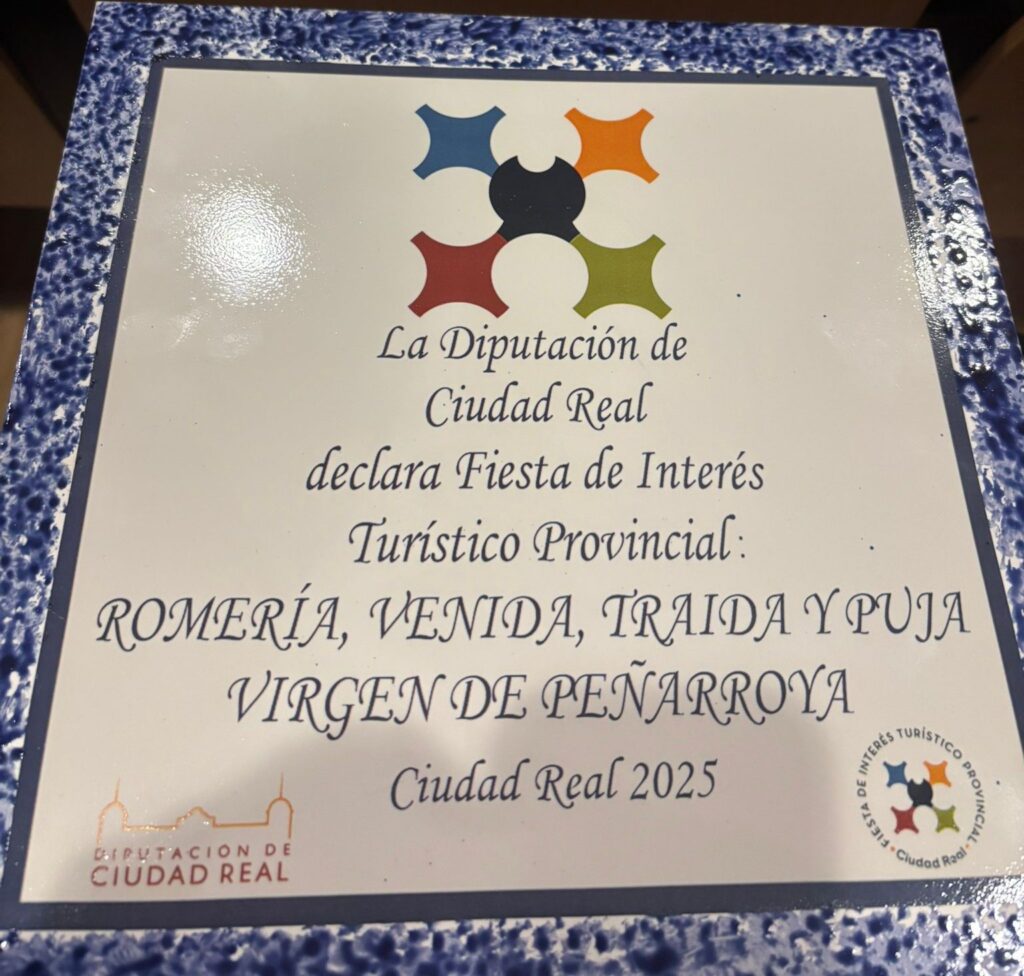 La Diputación de
Ciudad Real
declara Fiesta de Interés
Turístico Provincial:
ROMERÍA, VENIDA, TRAIDA Y PUJA
VIRGEN DE PEÑARROYA
Ciudad Real 2025
DIPUTACION DE
CIUDAD REAL
FIESTA DE INTERÉS TURÍSTICO PROVINCIAL
• Ciudad Real •